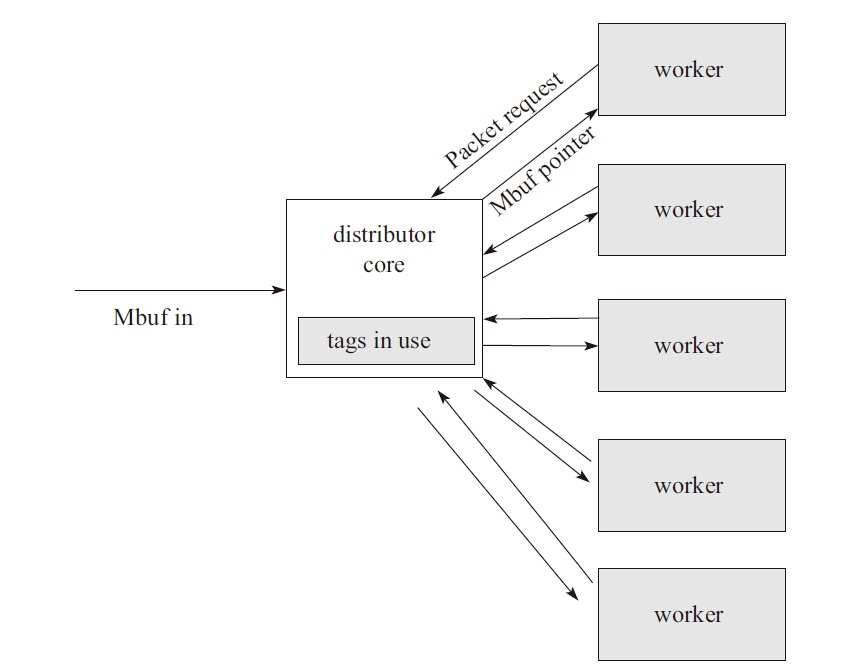 worker
Packet request
Mbuf pointer
worker
distributor
core
Mbuf in
tags in use
worker
worker
worker